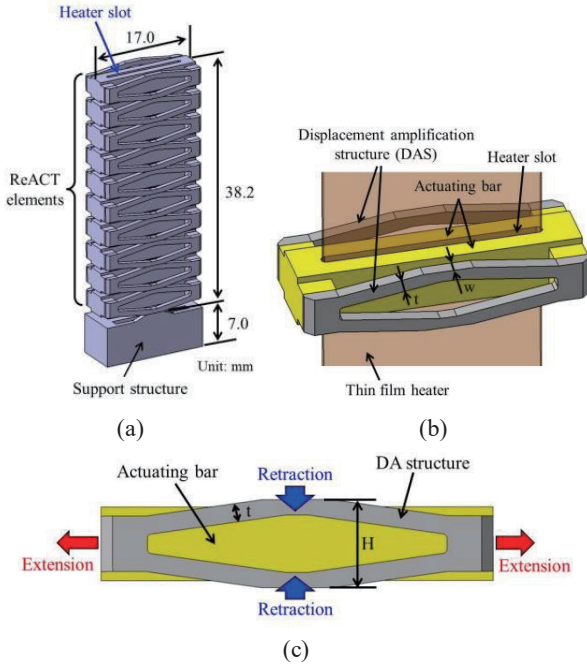 Heater slot
17.0
ReACT
elements
38.2
7.0
Unit: mm
Support structure
(a)
Displacement amplification
structure (DAS)
Heater slot
Actuating bar
w
t
Thin film heater
(b)
Actuating bar
Retraction
DA structure
t
H
Extension
Extension
Retraction
(c)